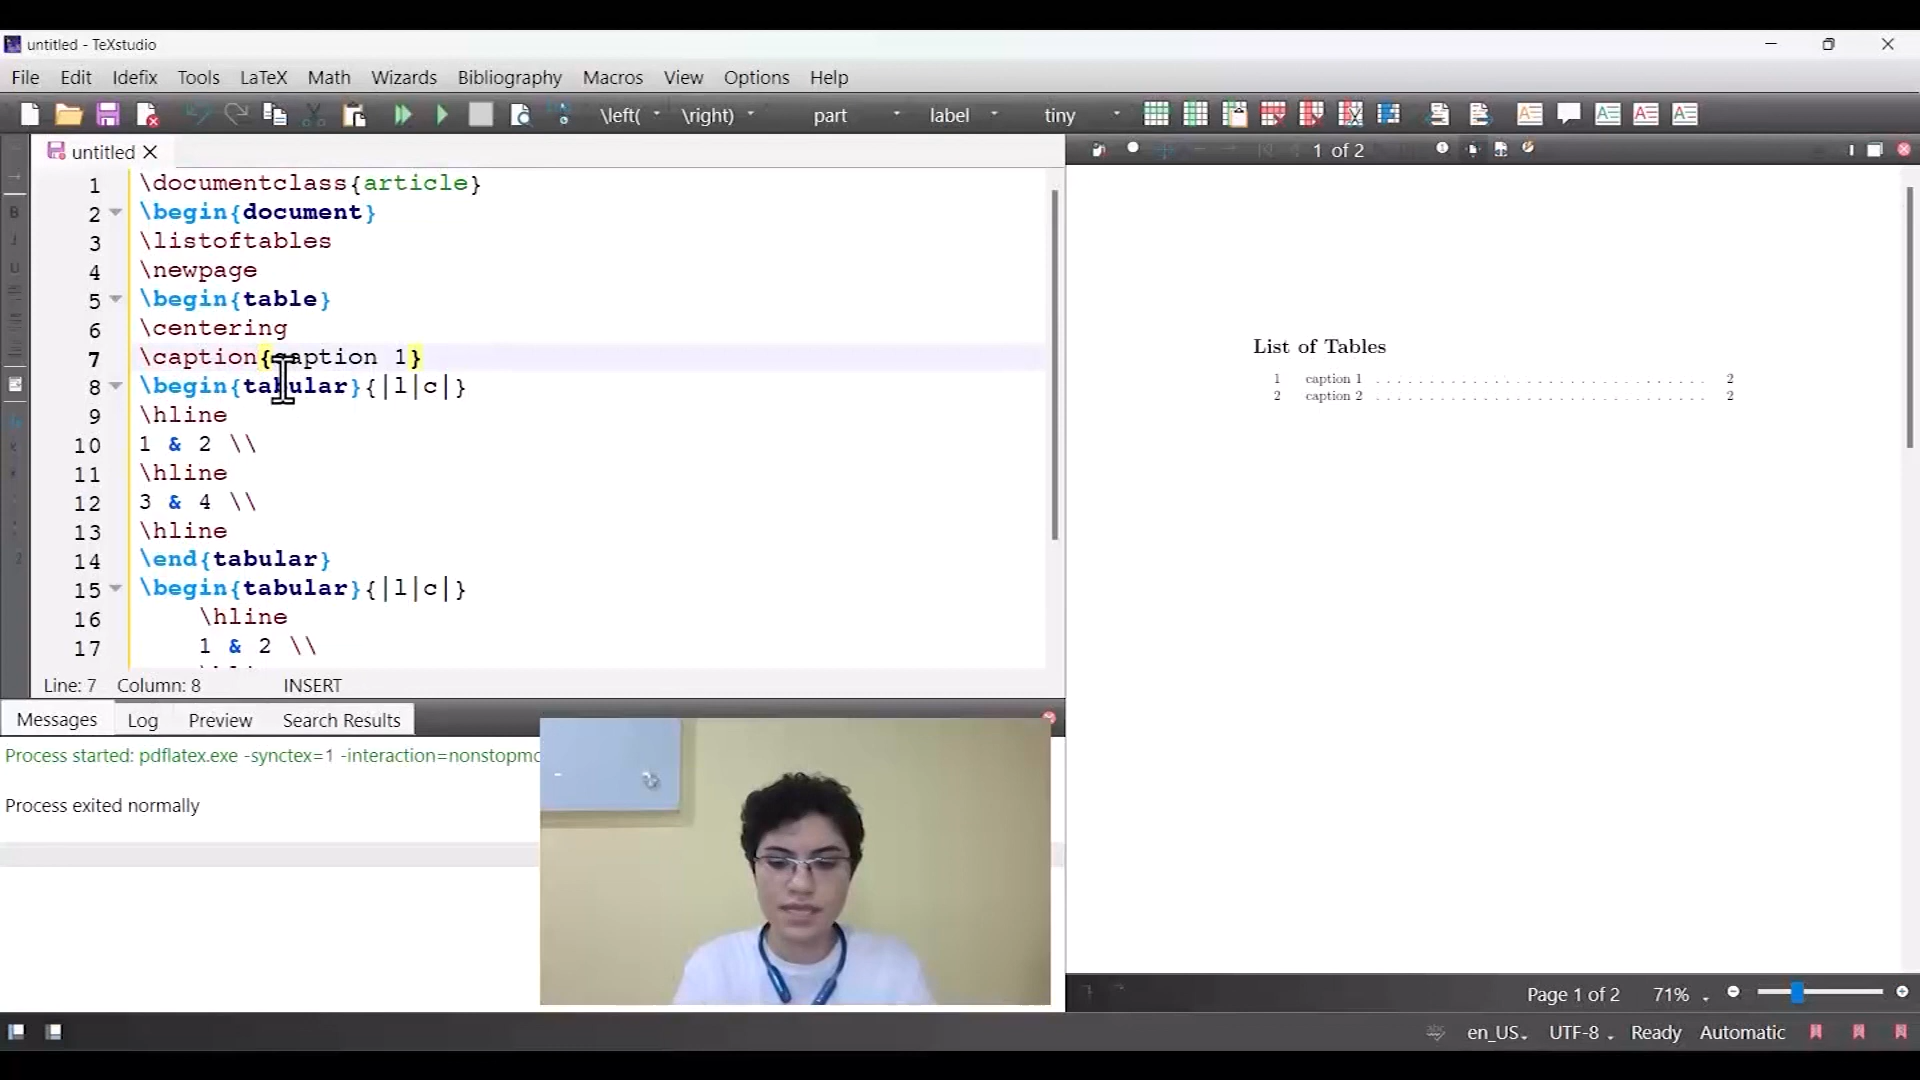 untitled - TeXstudio
File Edit Idefix Tools LaTeX Math Wizards Bibliography Macros View Options Help
\left( \right) part label tiny
untitled
1 of 2
1 \documentclass{article}
2 \begin{document}
3 \listoftables
4 \newpage
5 \begin{table}
6 \centering
7 \caption{caption 1}
8 \begin{tabular}{|l|c|}
9 \hline
10 1 & 2 \\
11 \hline
12 3 & 4 \\
13 \hline
14 \end{tabular}
15 \begin{tabular}{|l|c|}
16 \hline
17 1 & 2 \\
Line: 7 Column: 8 INSERT
Messages Log Preview Search Results
Process started: pdflatex.exe -synctex=1 -interaction=nonstopmo
Process exited normally
List of Tables
1 caption 1 . . . . . . . . . . . . . . . . . . . . . . . . . . . . 2
2 caption 2 . . . . . . . . . . . . . . . . . . . . . . . . . . . . 2
Page 1 of 2 71%
en_US UTF-8 Ready Automatic